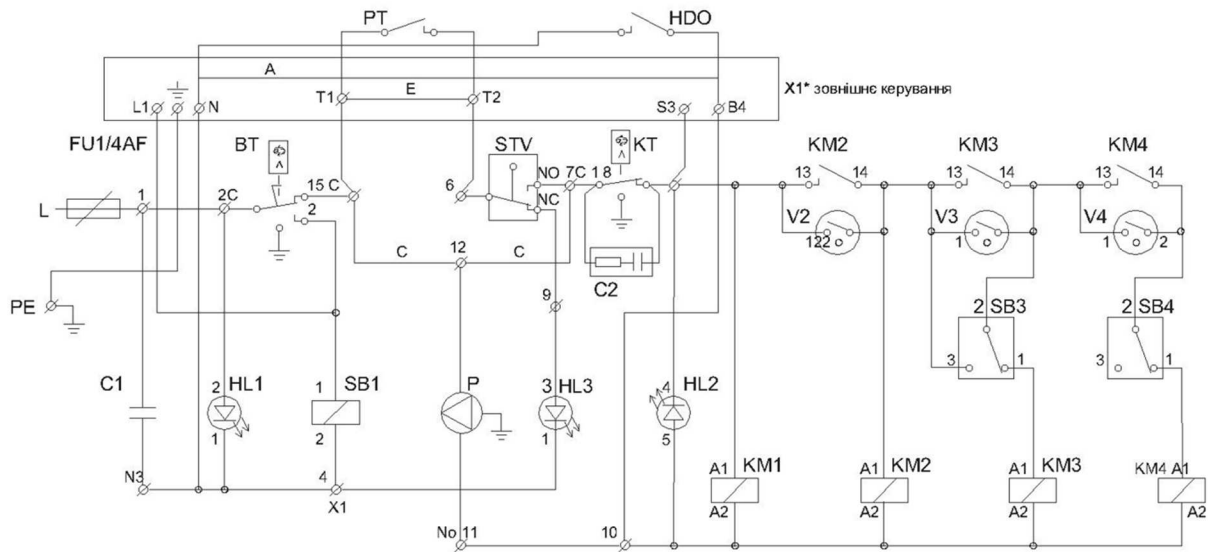 PT HDO
A
L1 N T1 E T2 S3 B4
X1* зовнішнє керування
FU1/4AF BT STV KT KM2 KM3 KM4
NO 7C 1 8
13 14 13 14 13 14
1 2C 15 C 6
L 2 NC
V2 V3 V4
122 1 2 1 2
12
C C
C2
9
2 SB3 2 SB4
PE
3 1 3 1
C1 2 HL1 1 SB1 P 3 HL3 4 HL2
1 2 1 5
N3 4
A1 KM1 A1 KM2 A1 KM3 KM4 A1
X1
A2 A2 A2 A2
No 11 10